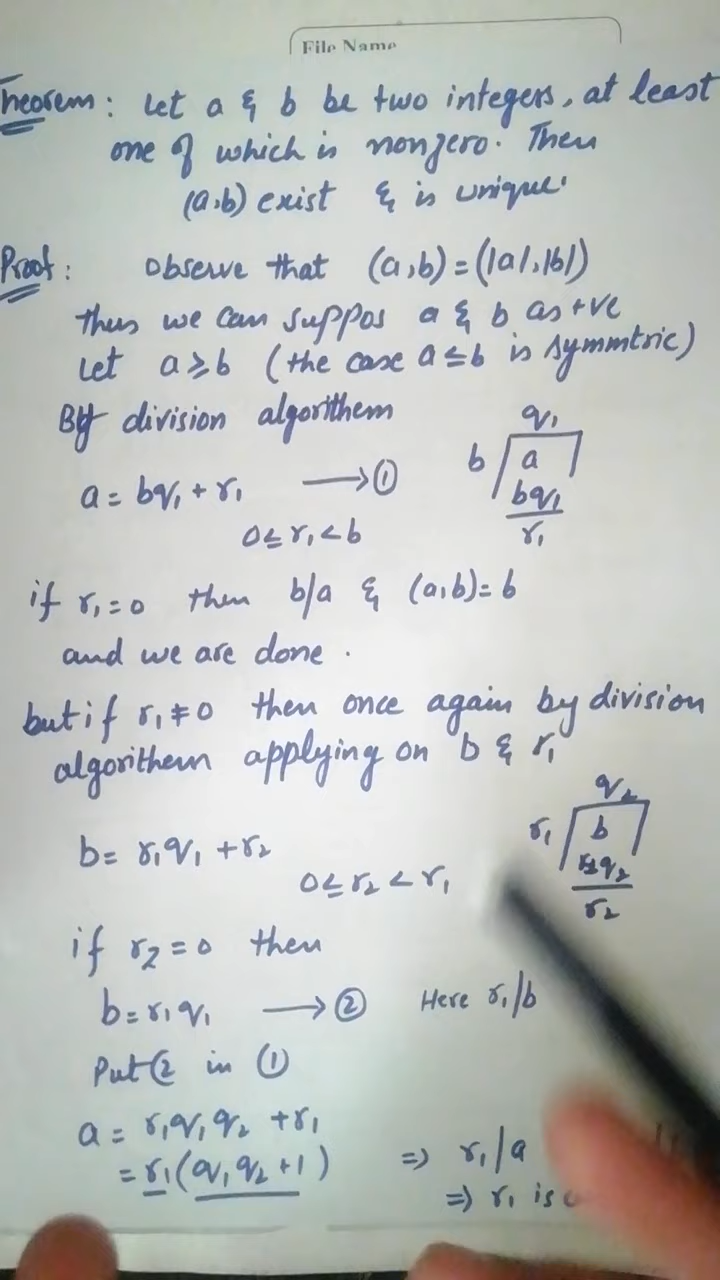 File Name
Theorem: Let a & b be two integers, at least
one of which is nonzero. Then
(a,b) exist & is unique.
Proof: Observe that (a,b) = (|a|,|b|)
thus we can suppos a & b as +ve
Let a ≥ b (the case a ≤ b is symmtric)
By division algorithem
a = bq₁ + r₁ ⟶ ①
0 ≤ r₁ < b
q₁
b a
bq₁
r₁
if r₁ = 0 then b/a & (a,b) = b
and we are done.
but if r₁ ≠ 0 then once again by division
algorithem applying on b & r₁
b = r₁q₁ + r₂
0 ≤ r₂ < r₁
q₂
r₁ b
r₂
if r₂ = 0 then
b = r₁q₁ ⟶ ② Here r₁/b
Put ② in ①
a = r₁q₁q₂ + r₁
= r₁(q₁q₂ + 1) ⇒ r₁/a
⇒ r₁ is